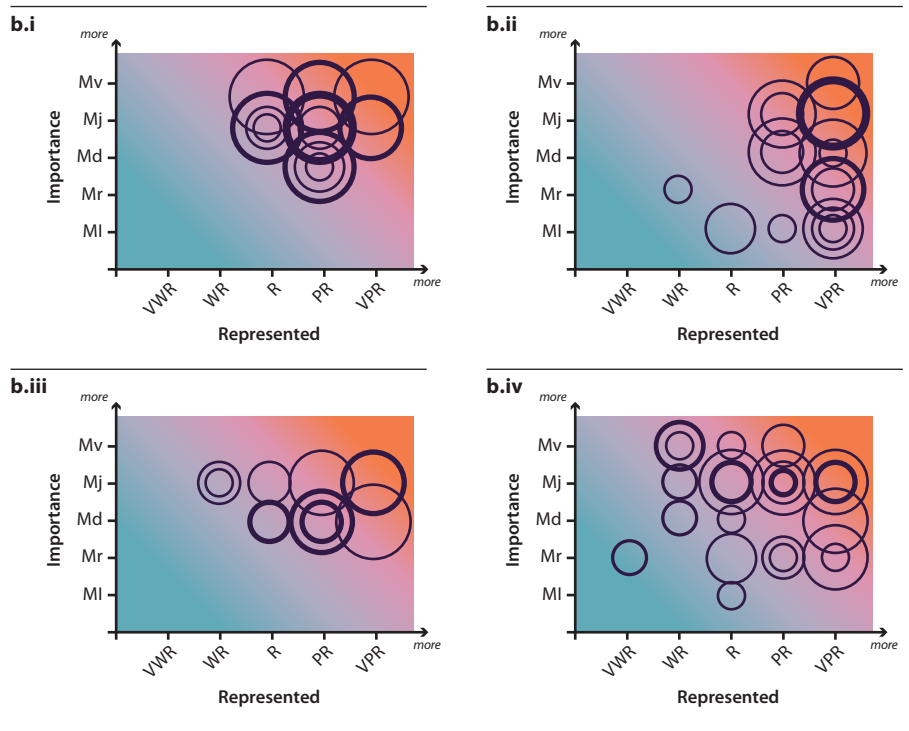 b.i
more
Importance
Mv
Mj
Md
Mr
Ml
VWR
WR
R
PR
VPR
more
Represented
b.ii
more
Importance
Mv
Mj
Md
Mr
Ml
VWR
WR
R
PR
VPR
more
Represented
b.iii
more
Importance
Mv
Mj
Md
Mr
Ml
VWR
WR
R
PR
VPR
more
Represented
b.iv
more
Importance
Mv
Mj
Md
Mr
Ml
VWR
WR
R
PR
VPR
more
Represented